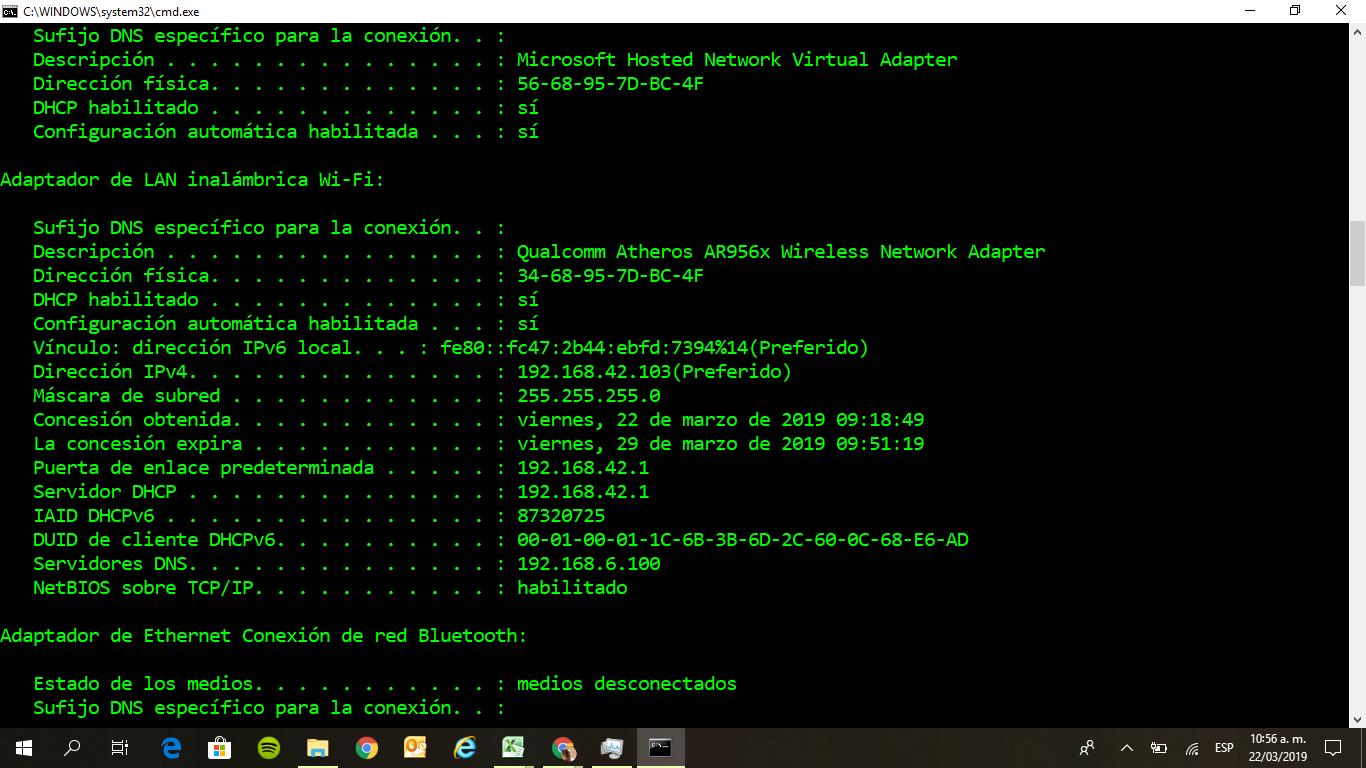 C:\WINDOWS\system32\cmd.exe
Sufijo DNS específico para la conexión. . :
Descripción . . . . . . . . . . . . . . . : Microsoft Hosted Network Virtual Adapter
Dirección física. . . . . . . . . . . . . : 56-68-95-7D-BC-4F
DHCP habilitado . . . . . . . . . . . . . : sí
Configuración automática habilitada . . . : sí
Adaptador de LAN inalámbrica Wi-Fi:
Sufijo DNS específico para la conexión. . :
Descripción . . . . . . . . . . . . . . . : Qualcomm Atheros AR956x Wireless Network Adapter
Dirección física. . . . . . . . . . . . . : 34-68-95-7D-BC-4F
DHCP habilitado . . . . . . . . . . . . . : sí
Configuración automática habilitada . . . : sí
Vínculo: dirección IPv6 local. . . : fe80::fc47:2b44:ebfd:7394%14(Preferido)
Dirección IPv4. . . . . . . . . . . . . . : 192.168.42.103(Preferido)
Máscara de subred . . . . . . . . . . . . : 255.255.255.0
Concesión obtenida. . . . . . . . . . . . : viernes, 22 de marzo de 2019 09:18:49
La concesión expira . . . . . . . . . . . : viernes, 29 de marzo de 2019 09:51:19
Puerta de enlace predeterminada . . . . . : 192.168.42.1
Servidor DHCP . . . . . . . . . . . . . . : 192.168.42.1
IAID DHCPv6 . . . . . . . . . . . . . . . : 87320725
DUID de cliente DHCPv6. . . . . . . . . . : 00-01-00-01-1C-6B-3B-6D-2C-60-0C-68-E6-AD
Servidores DNS. . . . . . . . . . . . . . : 192.168.6.100
NetBIOS sobre TCP/IP. . . . . . . . . . . : habilitado
Adaptador de Ethernet Conexión de red Bluetooth:
Estado de los medios. . . . . . . . . . . : medios desconectados
Sufijo DNS específico para la conexión. . :
ESP
10:56 a. m.
22/03/2019